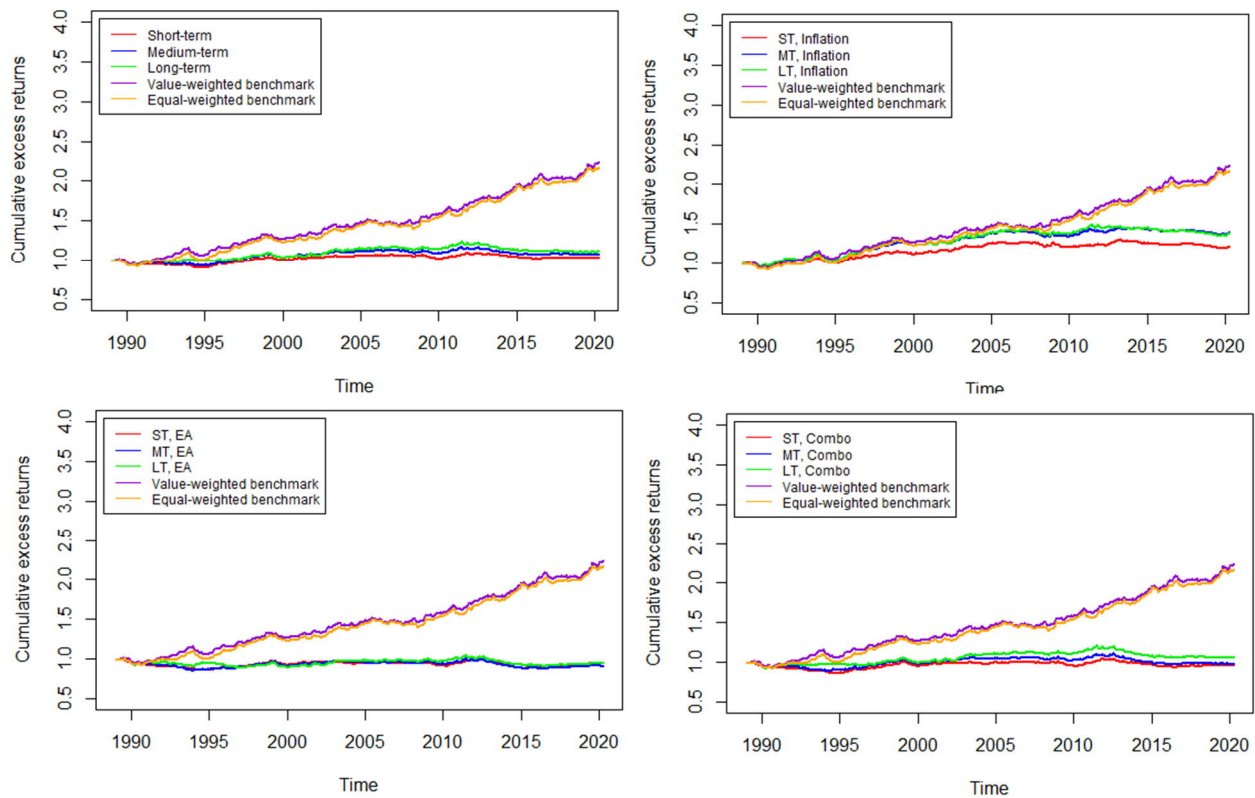 Cumulative excess returns
4.0
3.5
3.0
2.5
2.0
1.5
1.0
0.5
Short-term
Medium-term
Long-term
Value-weighted benchmark
Equal-weighted benchmark
1990 1995 2000 2005 2010 2015 2020
Time
Cumulative excess returns
4.0
3.5
3.0
2.5
2.0
1.5
1.0
0.5
ST, Inflation
MT, Inflation
LT, Inflation
Value-weighted benchmark
Equal-weighted benchmark
1990 1995 2000 2005 2010 2015 2020
Time
Cumulative excess returns
4.0
3.5
3.0
2.5
2.0
1.5
1.0
0.5
ST, EA
MT, EA
LT, EA
Value-weighted benchmark
Equal-weighted benchmark
1990 1995 2000 2005 2010 2015 2020
Time
Cumulative excess returns
4.0
3.5
3.0
2.5
2.0
1.5
1.0
0.5
ST, Combo
MT, Combo
LT, Combo
Value-weighted benchmark
Equal-weighted benchmark
1990 1995 2000 2005 2010 2015 2020
Time